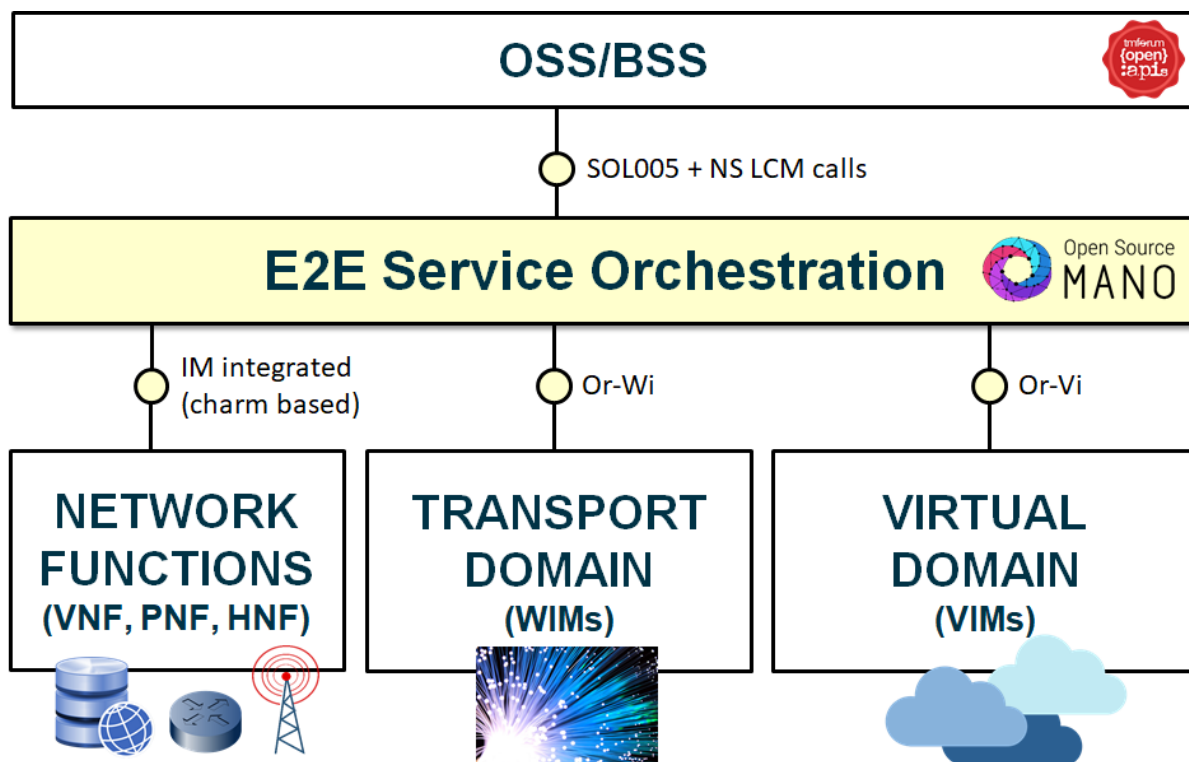 OSS/BSS
tmforum
{open}
:apis
SOL005 + NS LCM calls
E2E Service Orchestration
Open Source
MANO
IM integrated
(charm based)
Or-Wi
Or-Vi
NETWORK
FUNCTIONS
(VNF, PNF, HNF)
TRANSPORT
DOMAIN
(WIMs)
VIRTUAL
DOMAIN
(VIMs)